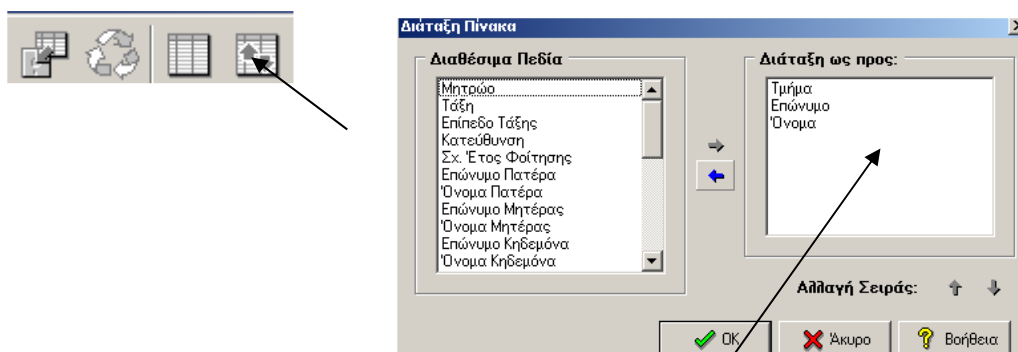 Διάταξη Πίνακα
Διαθέσιμα Πεδία
Μητρώο
Τάξη
Επίπεδο Τάξης
Κατεύθυνση
Σχ. Έτος Φοίτησης
Επώνυμο Πατέρα
Όνομα Πατέρα
Επώνυμο Μητέρας
Όνομα Μητέρας
Επώνυμο Κηδεμόνα
Όνομα Κηδεμόνα
Διάταξη ως προς:
Τμήμα
Επώνυμο
Όνομα
Αλλαγή Σειράς:
OK
Άκυρο
Βοήθεια